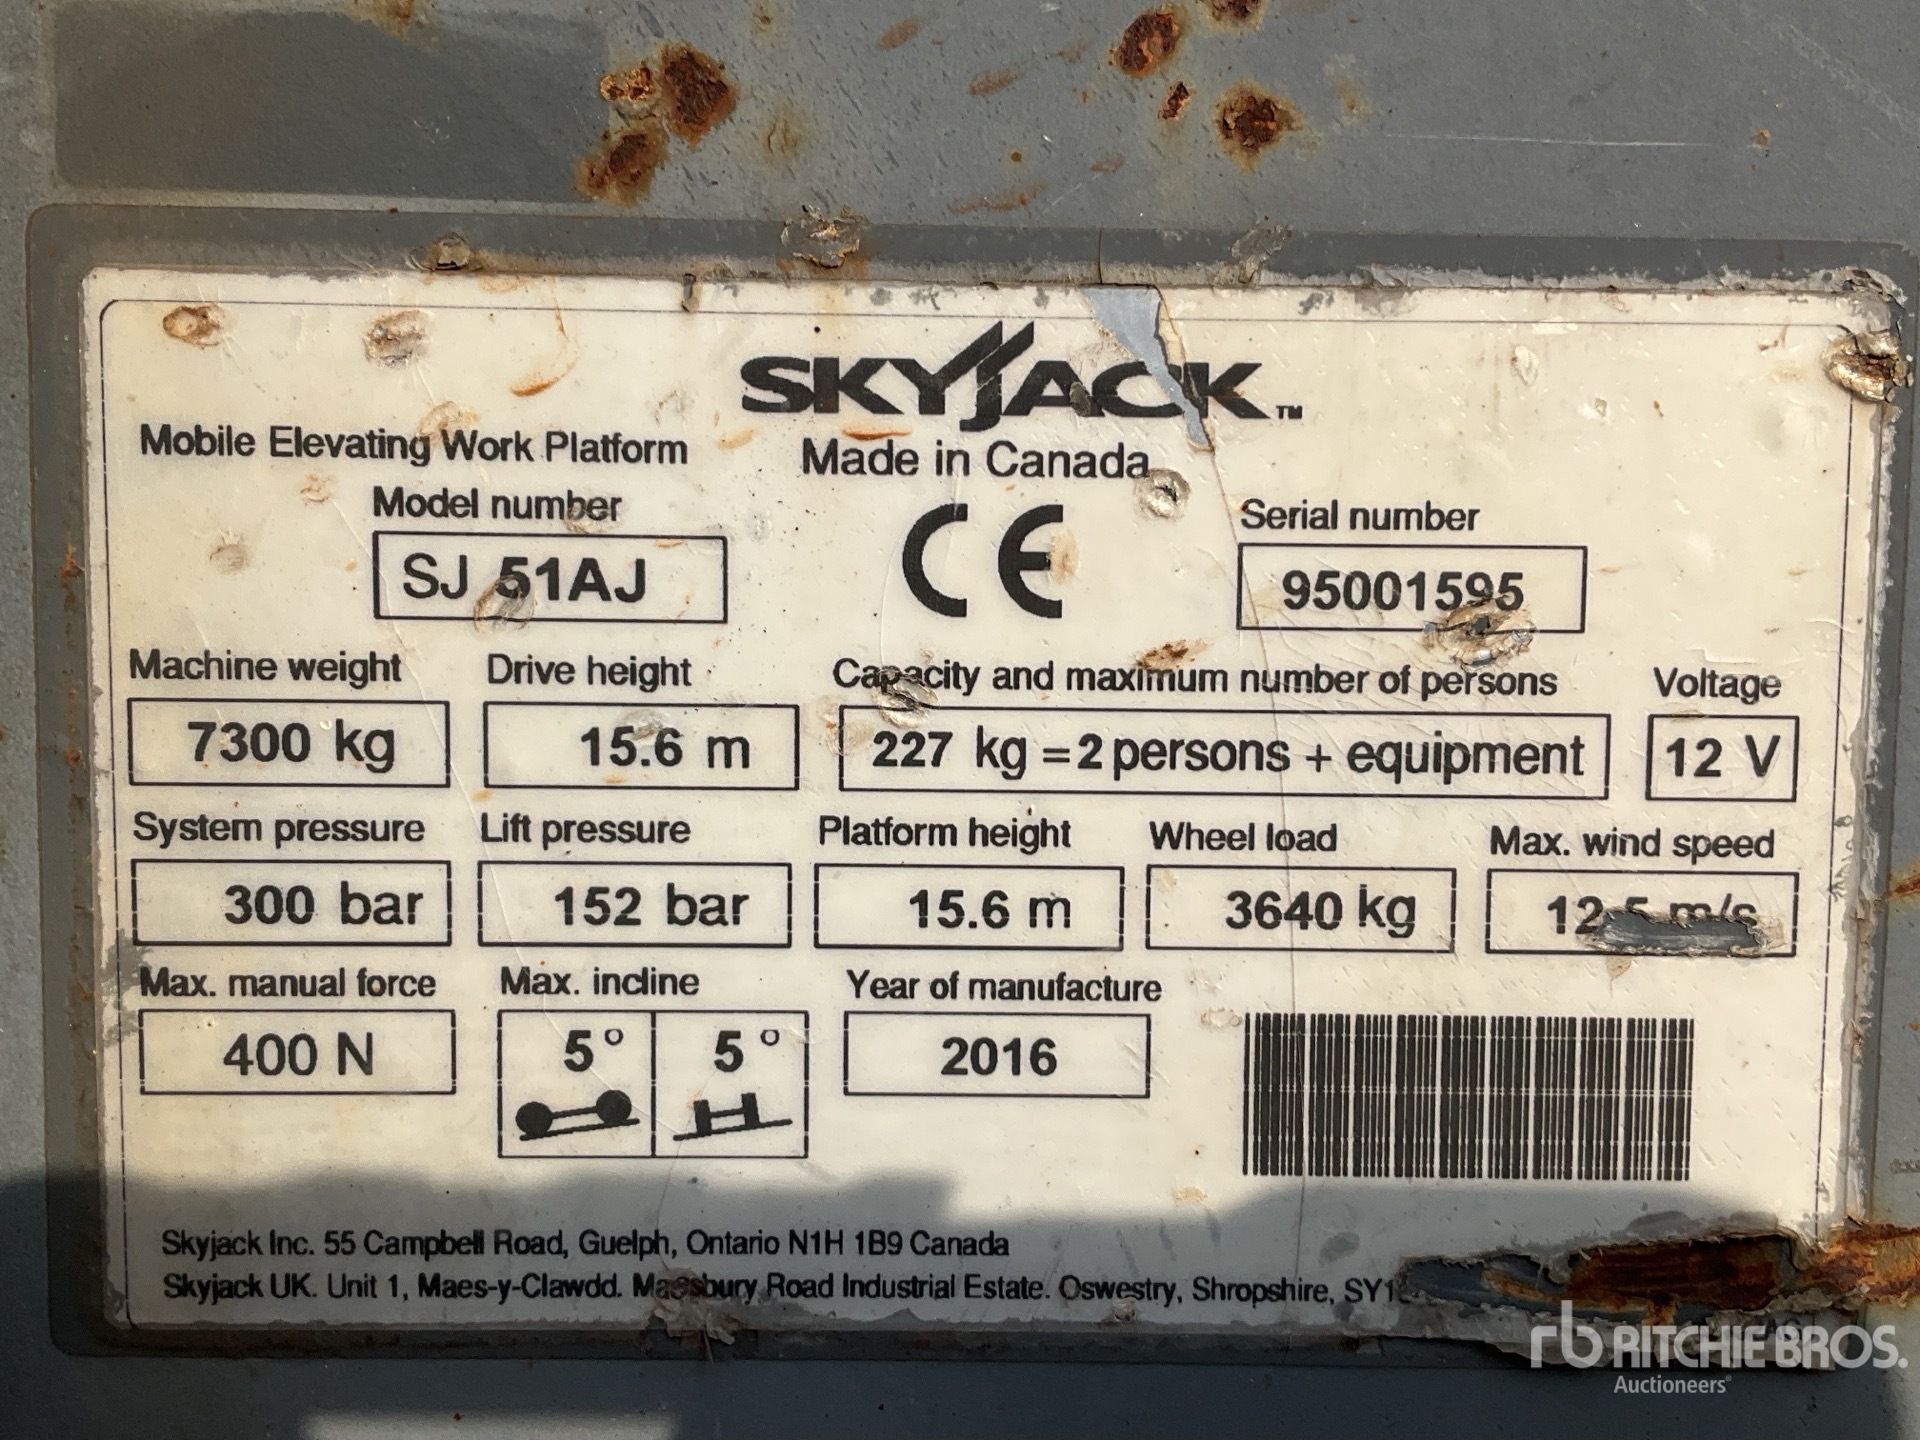 SKYJACK™
Mobile Elevating Work Platform
Made in Canada
Model number
SJ 51AJ
CE
Serial number
95001595
Machine weight
7300 kg
Drive height
15.6 m
Capacity and maximum number of persons
227 kg = 2 persons + equipment
Voltage
12 V
System pressure
300 bar
Lift pressure
152 bar
Platform height
15.6 m
Wheel load
3640 kg
Max. wind speed
12.5 m/s
Max. manual force
400 N
Max. incline
5° 5°
Year of manufacture
2016
Skyjack Inc. 55 Campbell Road, Guelph, Ontario N1H 1B9 Canada
Skyjack UK. Unit 1, Maes-y-Clawdd. Maesbury Road Industrial Estate. Oswestry, Shropshire,
rb RITCHIE BROS.
Auctioneers